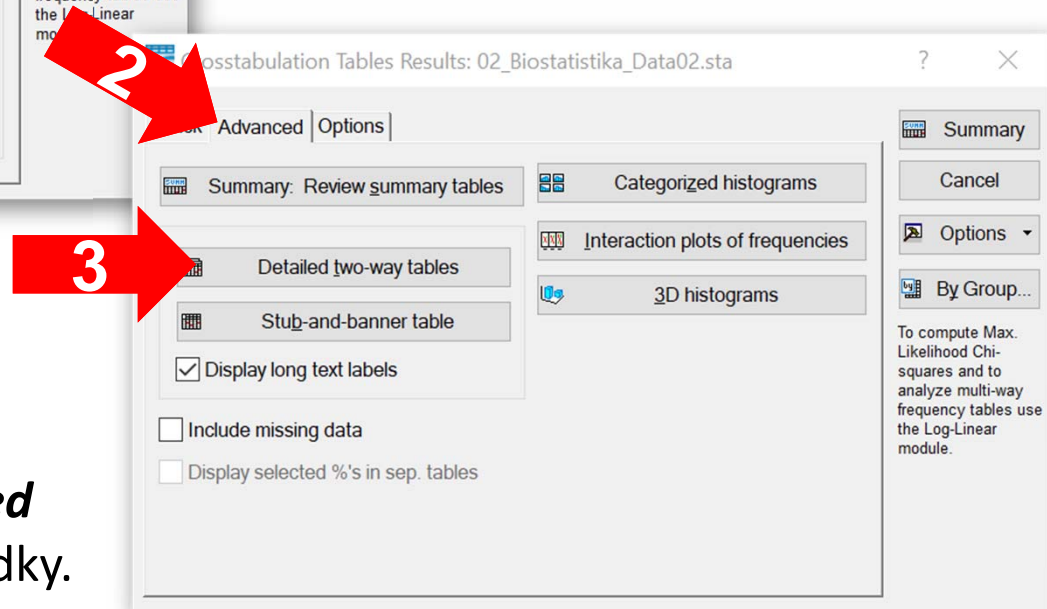 the Log-Linear
2
Crosstabulation Tables Results: 02_Biostatistika_Data02.sta
? ×
Advanced Options
Summary: Review summary tables
Detailed two-way tables
3
Stub-and-banner table
Display long text labels
Include missing data
Display selected %'s in sep. tables
Categorized histograms
Interaction plots of frequencies
3D histograms
Summary
Cancel
Options
By Group...
To compute Max.
Likelihood Chi-
squares and to
analyze multi-way
frequency tables use
the Log-Linear
module.
ed
dky.